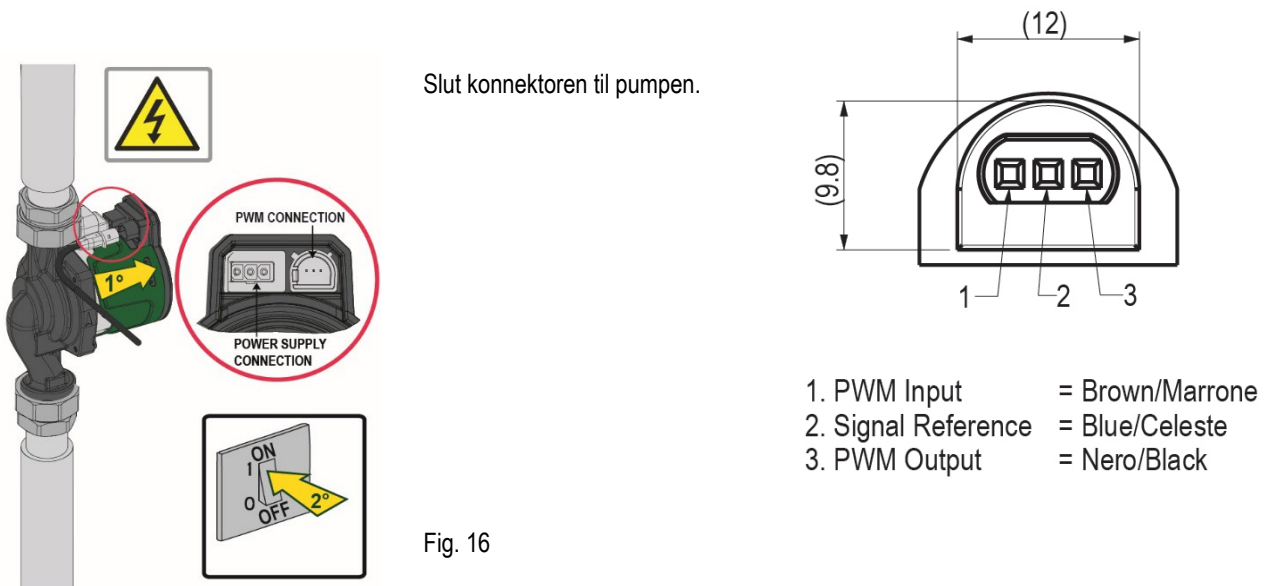 Slut konnektoren til pumpen.
1°
PWM CONNECTION
POWER SUPPLY
CONNECTION
ON
1
0
OFF
2°
Fig. 16
(12)
(9.8)
1
2
3
1. PWM Input = Brown/Marrone
2. Signal Reference = Blue/Celeste
3. PWM Output = Nero/Black